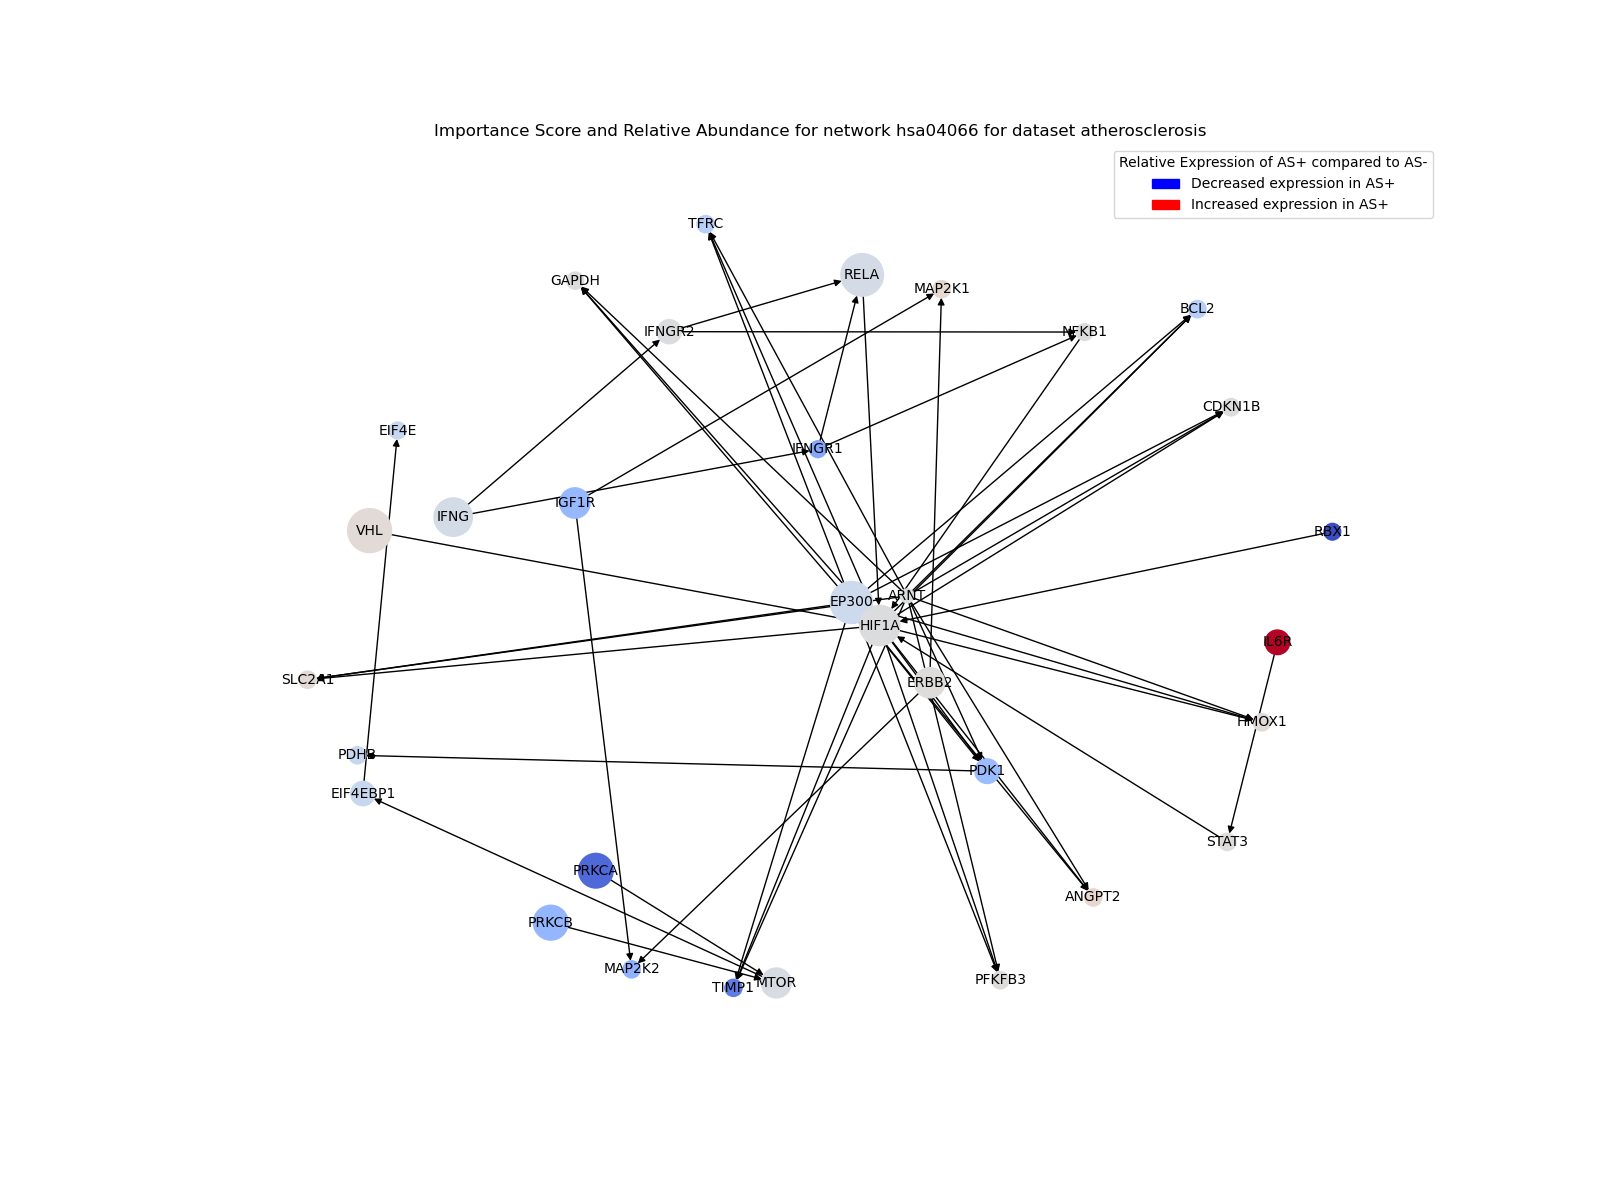 Importance Score and Relative Abundance for network hsa04066 for dataset atherosclerosis
Relative Expression of AS+ compared to AS-
Decreased expression in AS+
Increased expression in AS+
TFRC
RELA
GAPDH
MAP2K1
BCL2
IFNGR2
NFKB1
CDKN1B
EIF4E
IFNGR1
IGF1R
IFNG
VHL
RBX1
ARNT
EP300
HIF1A
IL6R
SLC2A1
ERBB2
HMOX1
PDHB
PDK1
EIF4EBP1
STAT3
PRKCA
ANGPT2
PRKCB
MAP2K2
PFKFB3
MTOR
TIMP1